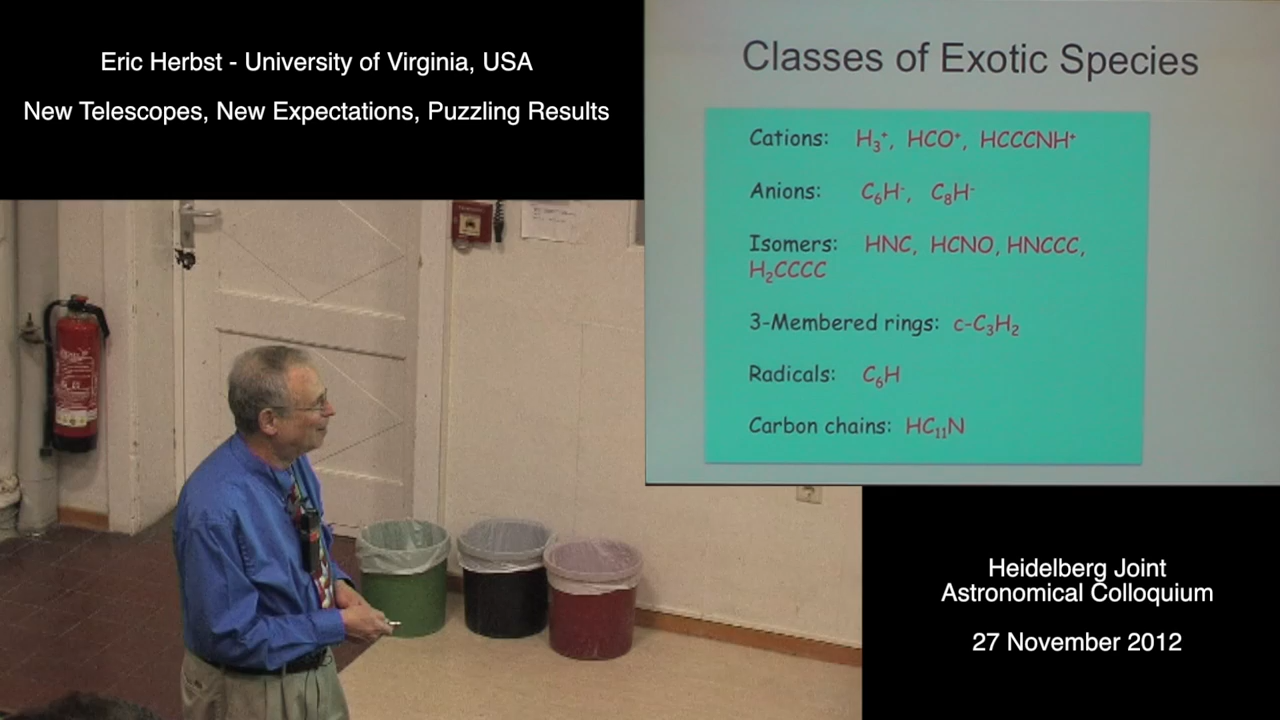 Eric Herbst - University of Virginia, USA
New Telescopes, New Expectations, Puzzling Results
Classes of Exotic Species
Cations: H₃⁺, HCO⁺, HCCCNH⁺
Anions: C₆H⁻, C₈H⁻
Isomers: HNC, HCNO, HNCCC,
H₂CCCC
3-Membered rings: c-C₃H₂
Radicals: C₆H
Carbon chains: HC₁₁N
Heidelberg Joint
Astronomical Colloquium
27 November 2012